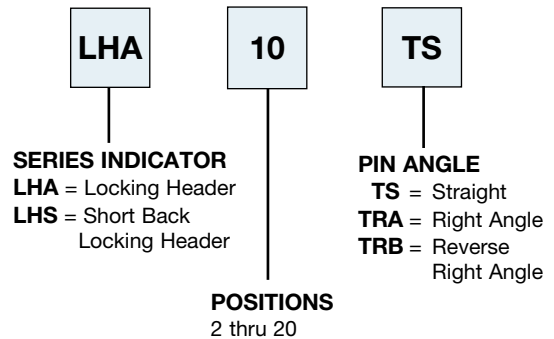 LHA 10 TS
SERIES INDICATOR
LHA = Locking Header
LHS = Short Back
Locking Header
PIN ANGLE
TS = Straight
TRA = Right Angle
TRB = Reverse
Right Angle
POSITIONS
2 thru 20